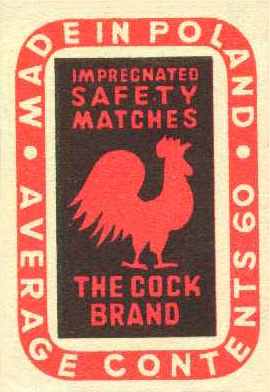 MADE IN POLAND
IMPREGNATED
SAFETY
MATCHES
THE COCK
BRAND
AVERAGE CONTENTS 60